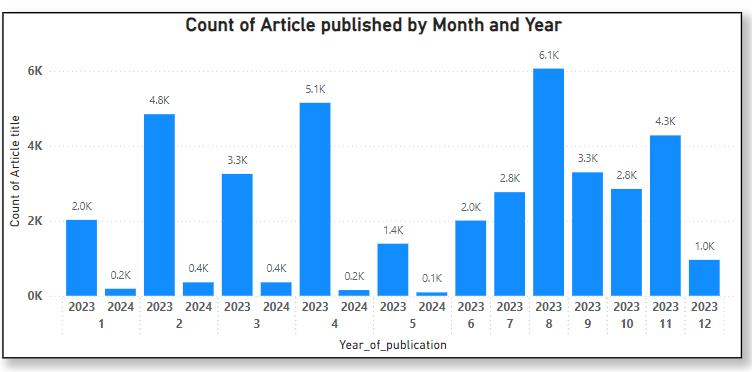 Count of Article published by Month and Year
Count of Article title
6K
4K
2K
0K
2.0K
0.2K
4.8K
0.4K
3.3K
0.4K
5.1K
0.2K
1.4K
0.1K
2.0K
2.8K
6.1K
3.3K
2.8K
4.3K
1.0K
2023 2024 2023 2024 2023 2024 2023 2024 2023 2024 2023 2023 2023 2023 2023 2023 2023
1 2 3 4 5 6 7 8 9 10 11 12
Year_of_publication